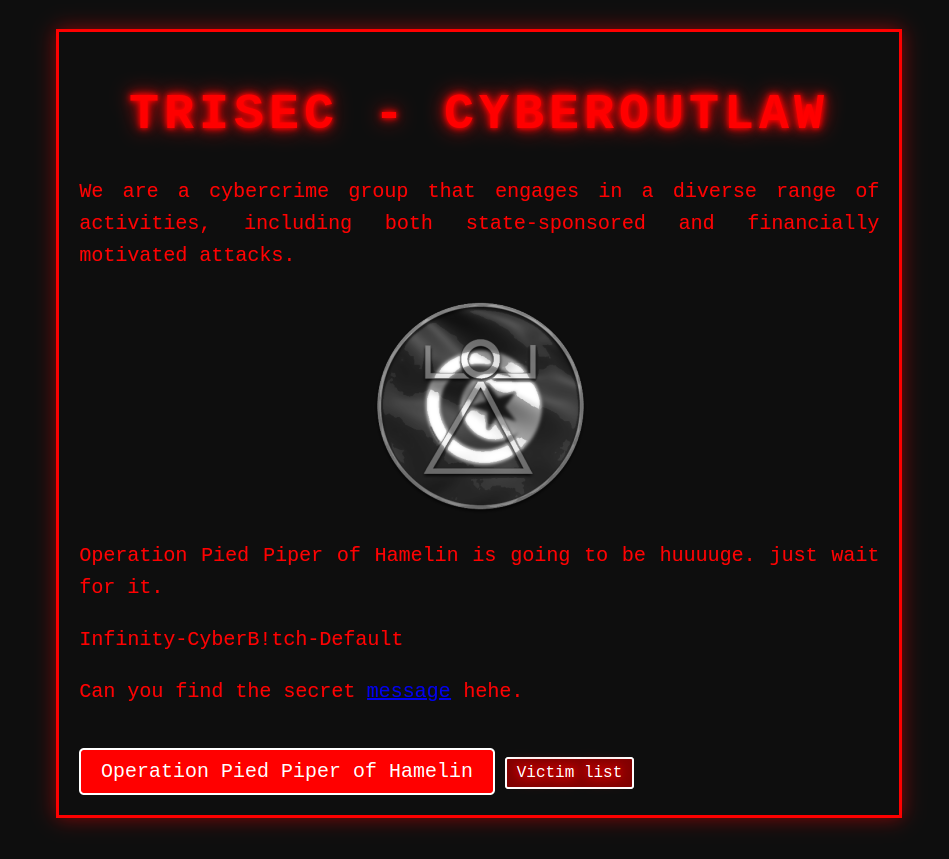 TRISEC - CYBEROUTLAW
We are a cybercrime group that engages in a diverse range of
activities, including both state-sponsored and financially
motivated attacks.
Operation Pied Piper of Hamelin is going to be huuuuge. just wait
for it.
Infinity-CyberB!tch-Default
Can you find the secret message hehe.
Operation Pied Piper of Hamelin
Victim list